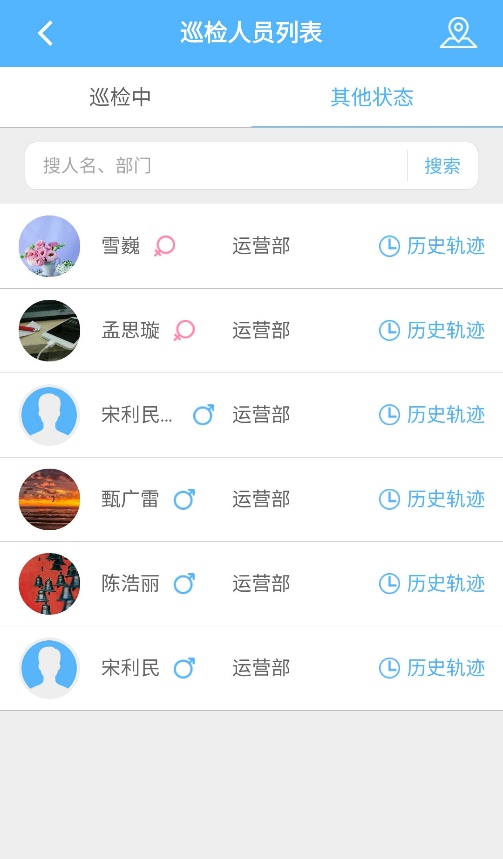 巡检人员列表
巡检中 其他状态
搜人名、部门 搜索
雪巍 运营部 历史轨迹
孟思璇 运营部 历史轨迹
宋利民... 运营部 历史轨迹
甄广雷 运营部 历史轨迹
陈浩丽 运营部 历史轨迹
宋利民 运营部 历史轨迹